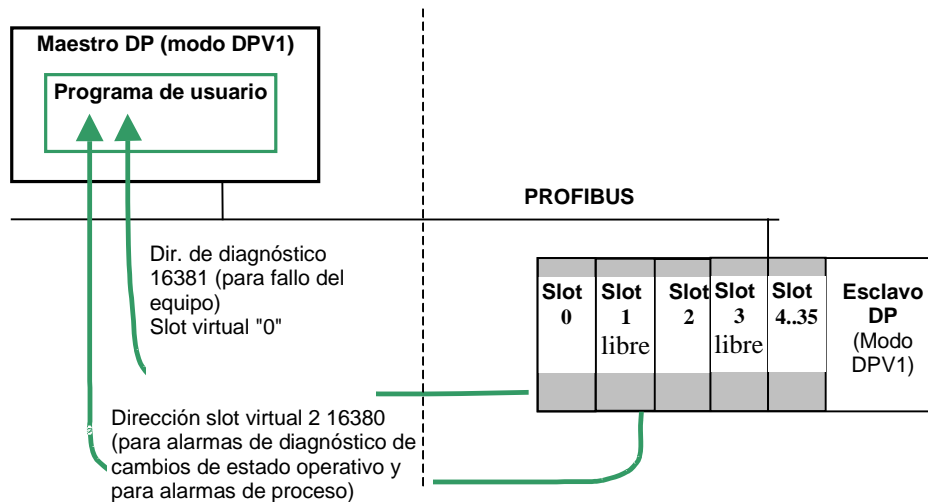 Maestro DP (modo DPV1)
Programa de usuario
PROFIBUS
Dir. de diagnóstico
16381 (para fallo del
equipo)
Slot virtual "0"
Slot
0
Slot
1
libre
Slot
2
Slot
3
libre
Slot
4..35
Esclavo
DP
(Modo
DPV1)
Dirección slot virtual 2 16380
(para alarmas de diagnóstico de
cambios de estado operativo y
para alarmas de proceso)